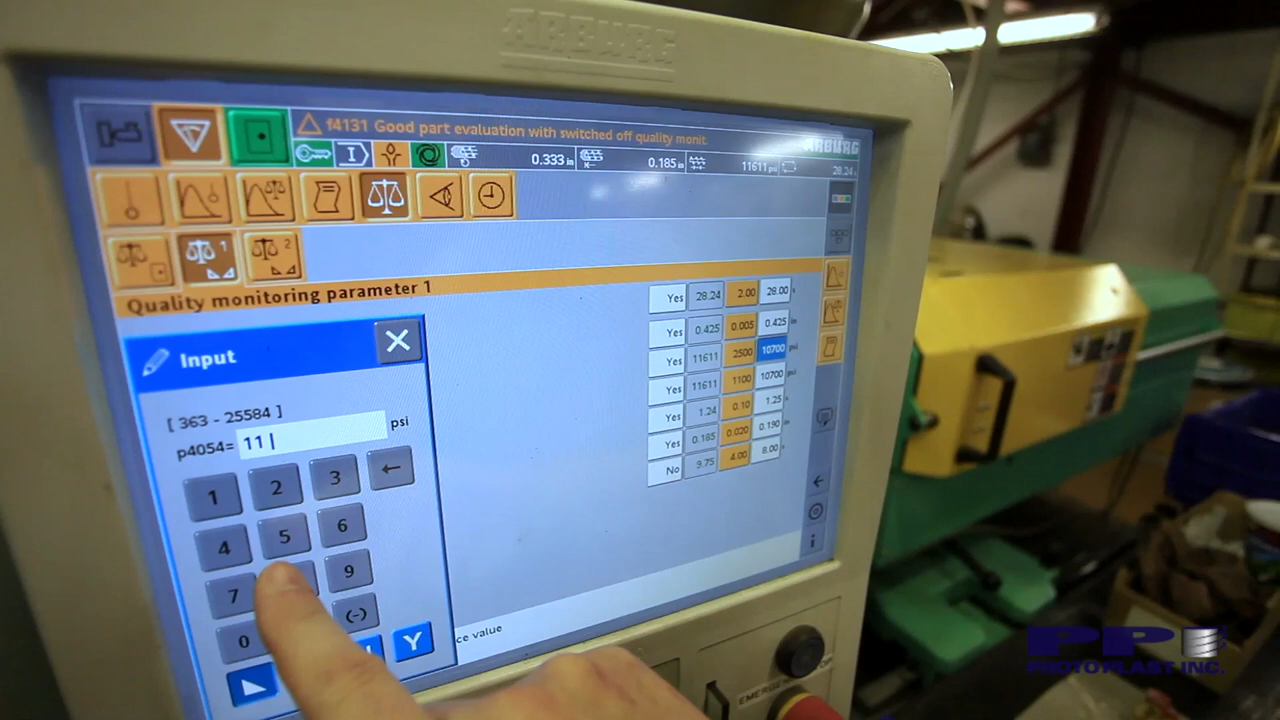 ARBURG
f4131 Good part evaluation with switched off quality monit.
ARBURG
0.333 in 0.185 in 11611 psi 28.24 s
1 2
Quality monitoring parameter 1
Yes 28.24 2.00 28.00 s
Yes 0.425 0.005 0.425 in
Yes 11611 2500 10700 psi
Yes 11611 1100 10700 psi
Yes 1.24 0.10 1.25 s
Yes 0.185 0.020 0.190 in
No 9.75 4.00 8.00 s
Input
[ 363 - 25584 ]
p4054= 11 psi
1 2 3 ←
4 5 6
7 9
0 (-)
Y
ce value
i
EMERGEN
PPI
PHOTOPLAST INC.